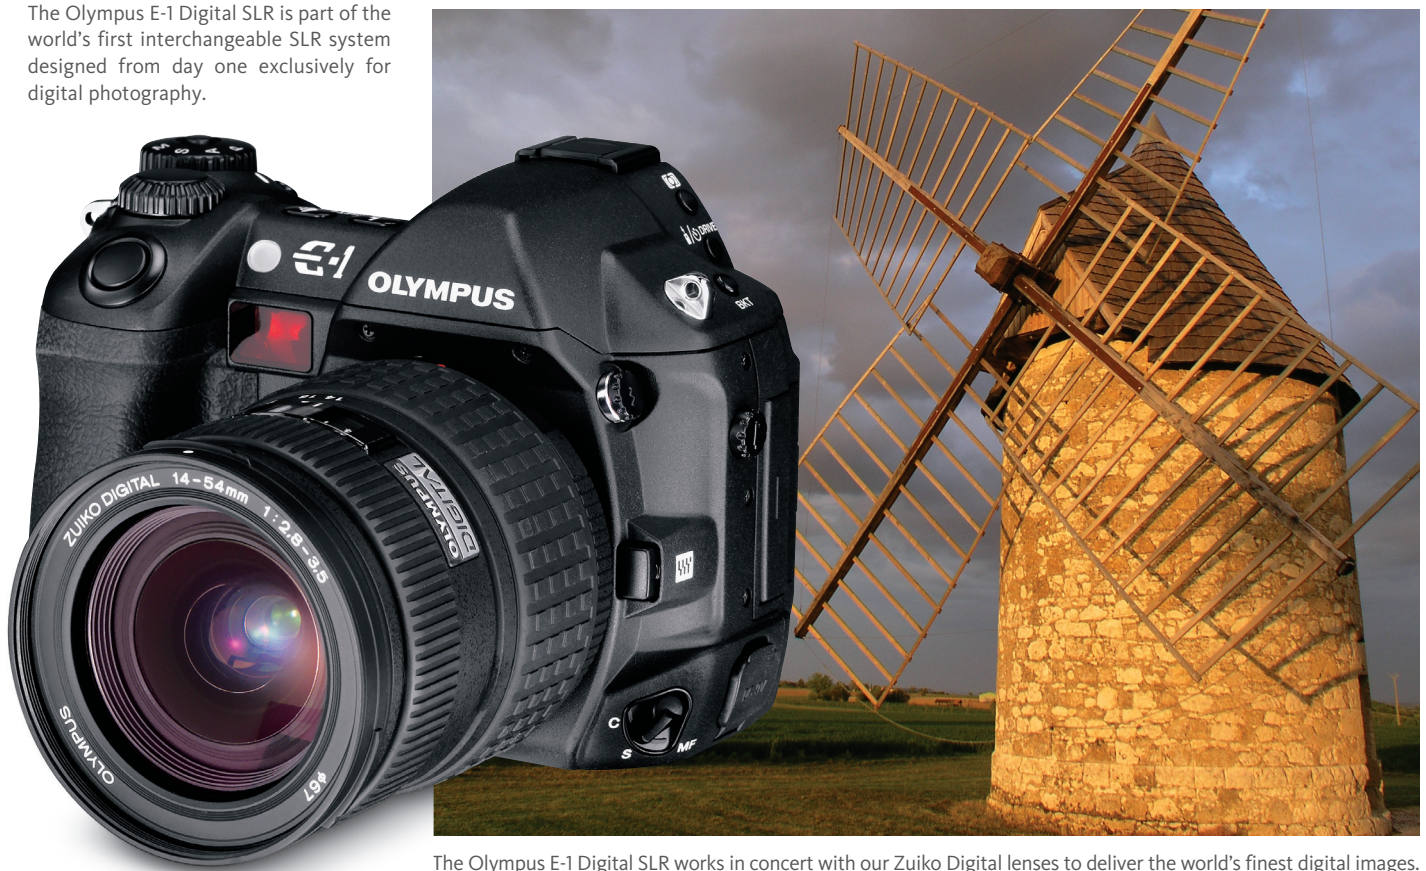 The Olympus E-1 Digital SLR is part of the
world’s first interchangeable SLR system
designed from day one exclusively for
digital photography.
M S A P
E-1
OLYMPUS
DRIVE
BKT
OLYMPUS
DIGITAL
ZUIKO DIGITAL 14-54mm 1:2.8-3.5
OLYMPUS
ø67
C
S
MF
The Olympus E-1 Digital SLR works in concert with our Zuiko Digital lenses to deliver the world’s finest digital images.